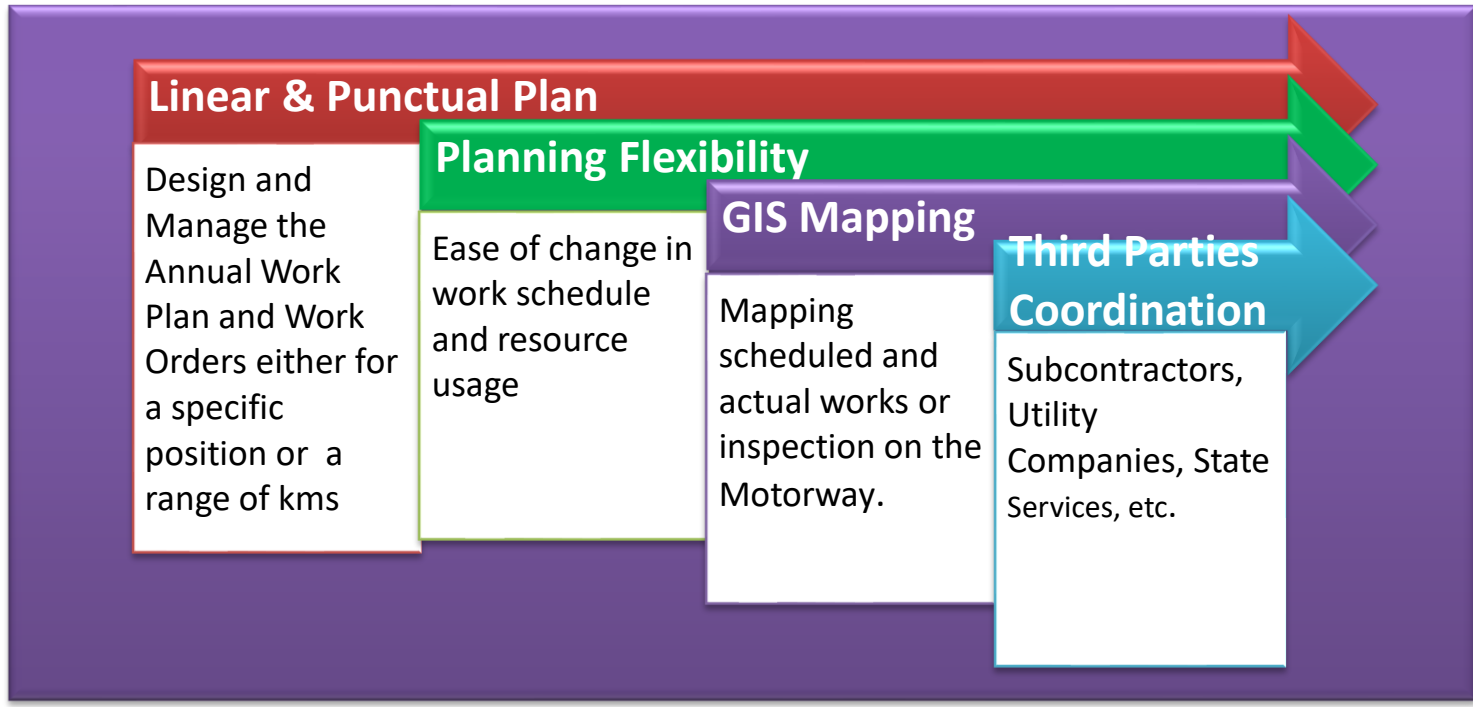 Linear & Punctual Plan
Design and
Manage the
Annual Work
Plan and Work
Orders either for
a specific
position or  a
range of kms
Planning Flexibility
Ease of change in
work schedule
and resource
usage
GIS Mapping
Mapping
scheduled and
actual works or
inspection on the
Motorway.
Third Parties
Coordination
Subcontractors,
Utility
Companies, State
Services, etc.